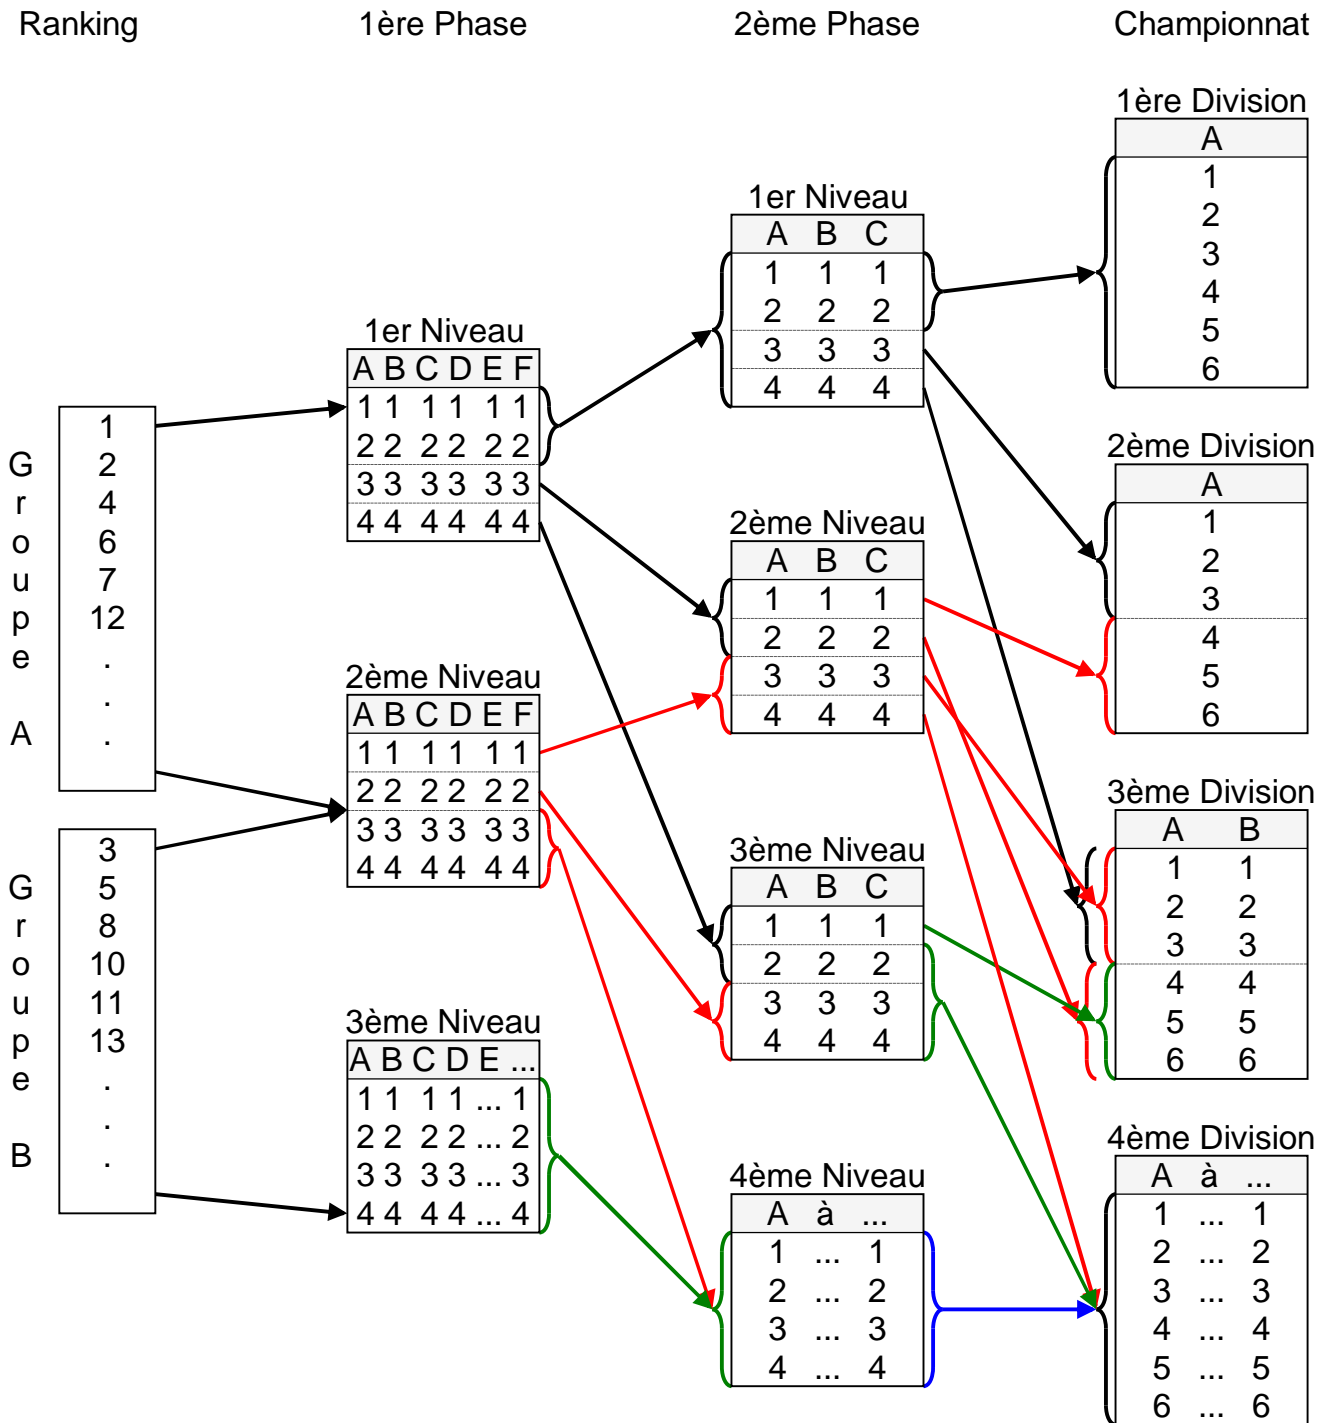 Ranking 1ère Phase 2ème Phase Championnat
Groupe A
1
2
4
6
7
12
.
.
.
Groupe B
3
5
8
10
11
13
.
.
.
1er Niveau
A B C D E F
1 1 1 1 1 1
2 2 2 2 2 2
3 3 3 3 3 3
4 4 4 4 4 4
2ème Niveau
A B C D E F
1 1 1 1 1 1
2 2 2 2 2 2
3 3 3 3 3 3
4 4 4 4 4 4
3ème Niveau
A B C D E ...
1 1 1 1 ... 1
2 2 2 2 ... 2
3 3 3 3 ... 3
4 4 4 4 ... 4
1er Niveau
A B C
1 1 1
2 2 2
3 3 3
4 4 4
2ème Niveau
A B C
1 1 1
2 2 2
3 3 3
4 4 4
3ème Niveau
A B C
1 1 1
2 2 2
3 3 3
4 4 4
4ème Niveau
A à ...
1 ... 1
2 ... 2
3 ... 3
4 ... 4
1ère Division
A
1
2
3
4
5
6
2ème Division
A
1
2
3
4
5
6
3ème Division
A B
1 1
2 2
3 3
4 4
5 5
6 6
4ème Division
A à ...
1 ... 1
2 ... 2
3 ... 3
4 ... 4
5 ... 5
6 ... 6